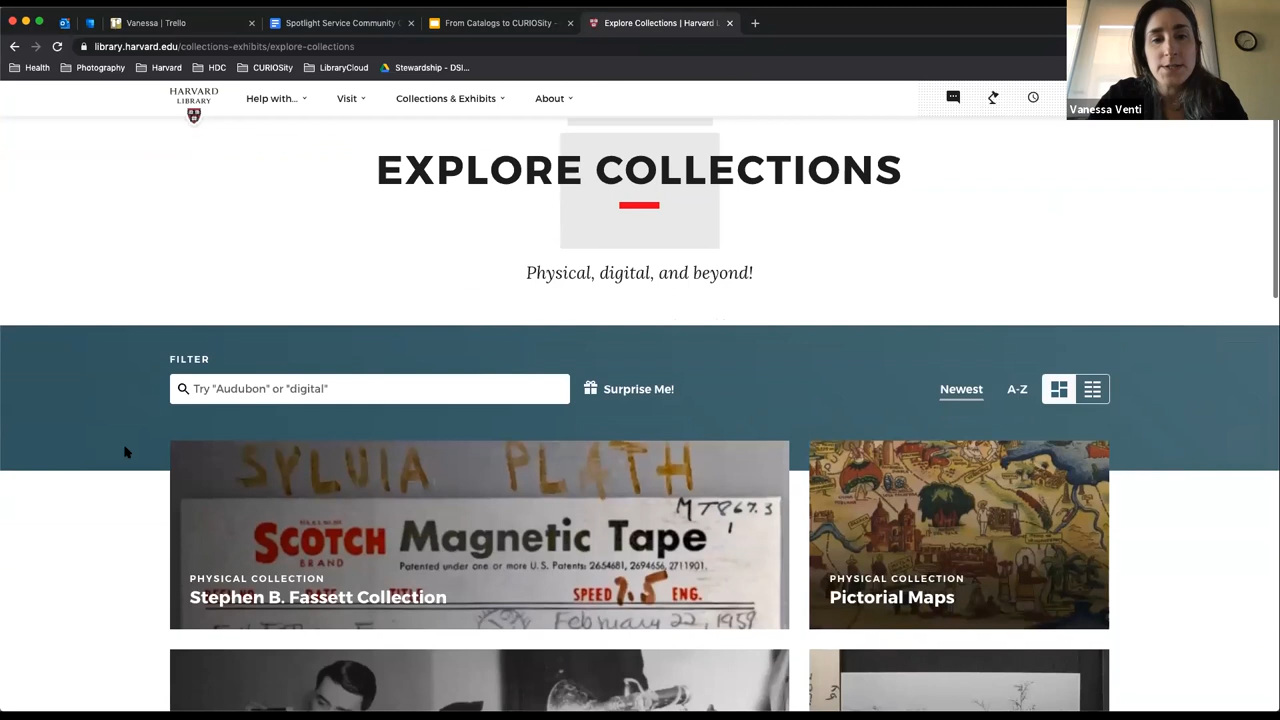 Vanessa | Trello
Spotlight Service Community C
From Catalogs to CURIOSity -
Explore Collections | Harvard L
library.harvard.edu/collections-exhibits/explore-collections
Health
Photography
Harvard
HDC
CURIOSity
LibraryCloud
Stewardship - DSI...
Vanessa Venti
HARVARD
LIBRARY
Help with...
Visit
Collections & Exhibits
About
EXPLORE COLLECTIONS
Physical, digital, and beyond!
FILTER
Try "Audubon" or "digital"
Surprise Me!
Newest
A-Z
SYLVIA PLATH
MT867.3
SCOTCH Magnetic Tape
BRAND
Patented under one or more U.S. Patents: 2654681, 2694656, 2711901.
PHYSICAL COLLECTION
Stephen B. Fassett Collection
SPEED 7.5 ENG.
February 22, 1959
PHYSICAL COLLECTION
Pictorial Maps
by